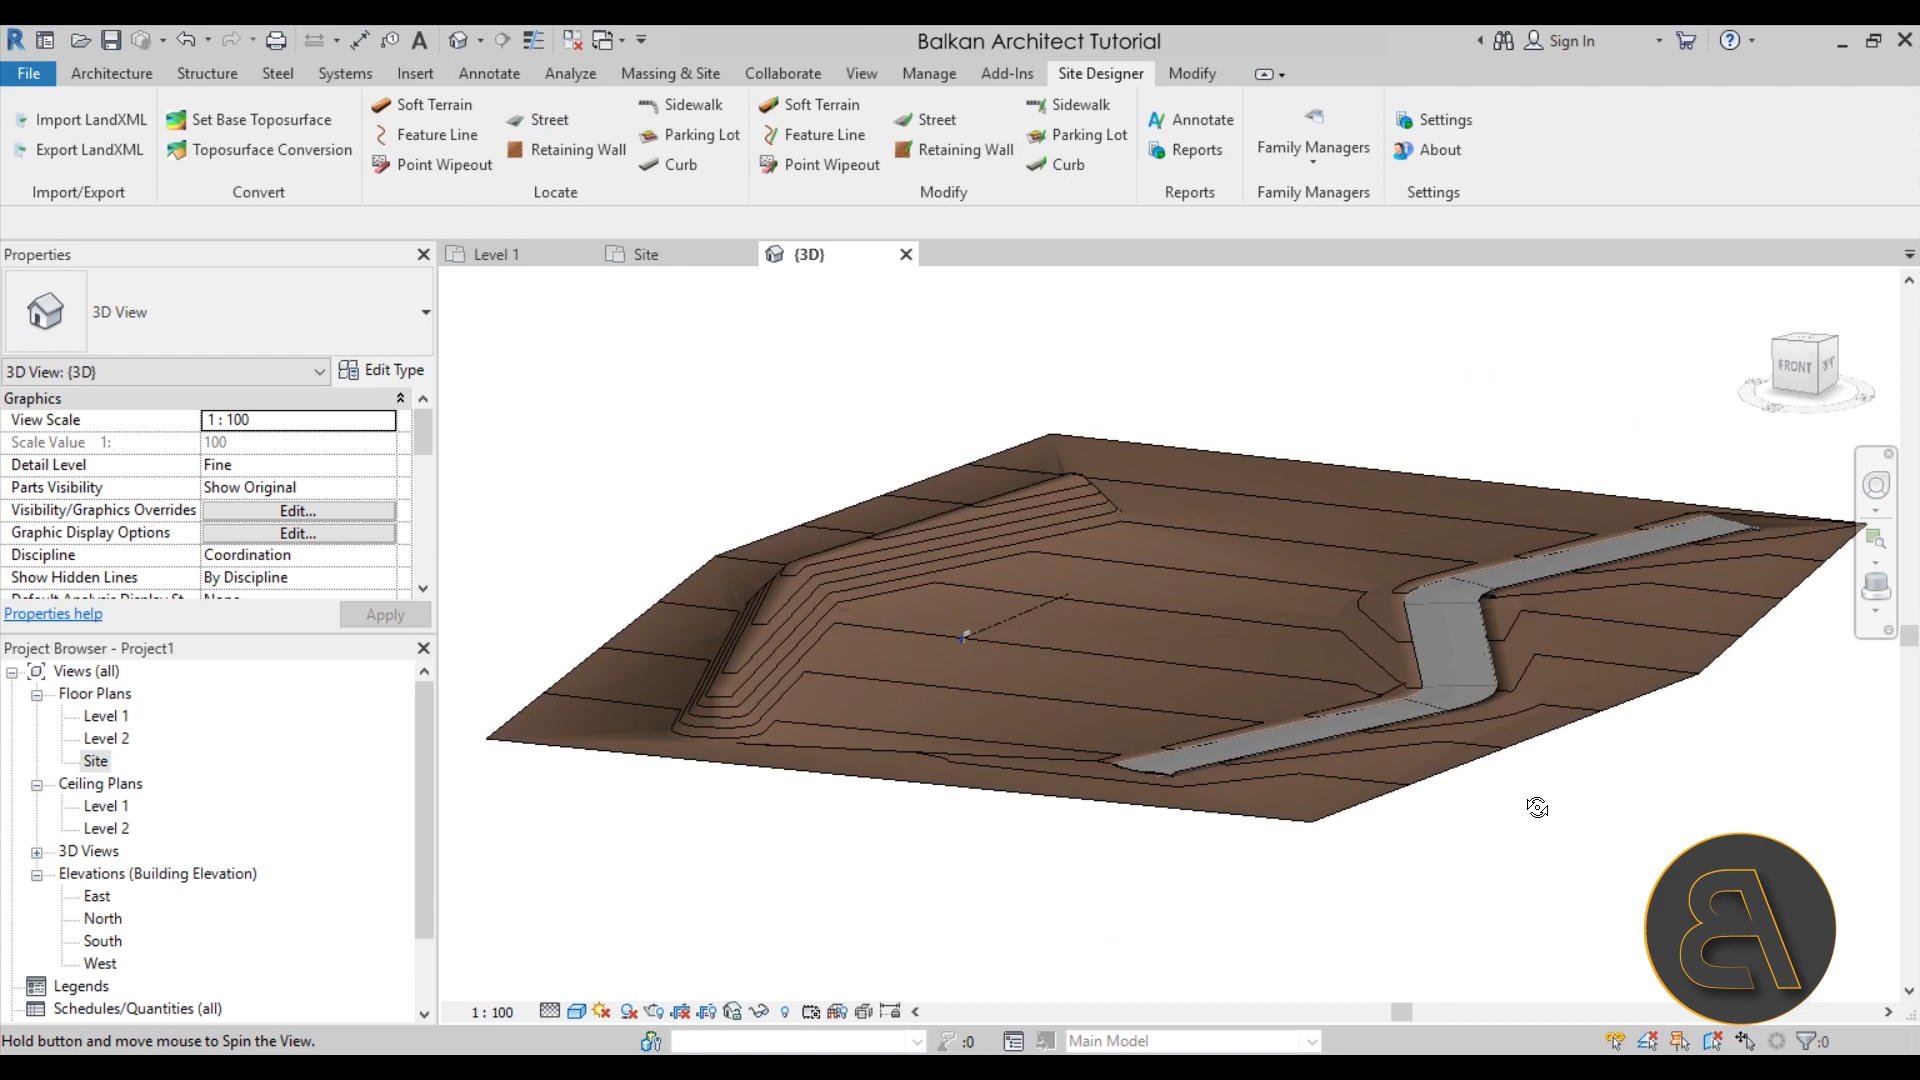 Balkan Architect Tutorial
Sign In
File Architecture Structure Steel Systems Insert Annotate Analyze Massing & Site Collaborate View Manage Add-Ins Site Designer Modify
Import LandXML
Export LandXML
Import/Export
Set Base Toposurface
Toposurface Conversion
Convert
Soft Terrain
Feature Line
Point Wipeout
Street
Retaining Wall
Sidewalk
Parking Lot
Curb
Locate
Soft Terrain
Feature Line
Point Wipeout
Street
Retaining Wall
Sidewalk
Parking Lot
Curb
Modify
Annotate
Reports
Reports
Family Managers
Family Managers
Settings
About
Settings
Properties
3D View
3D View: {3D}
Edit Type
Graphics
View Scale 1 : 100
Scale Value 1: 100
Detail Level Fine
Parts Visibility Show Original
Visibility/Graphics Overrides Edit...
Graphic Display Options Edit...
Discipline Coordination
Show Hidden Lines By Discipline
Properties help
Apply
Level 1
Site
{3D}
FRONT
Project Browser - Project1
Views (all)
Floor Plans
Level 1
Level 2
Site
Ceiling Plans
Level 1
Level 2
3D Views
Elevations (Building Elevation)
East
North
South
West
Legends
Schedules/Quantities (all)
1 : 100
Hold button and move mouse to Spin the View.
:0
Main Model
:0